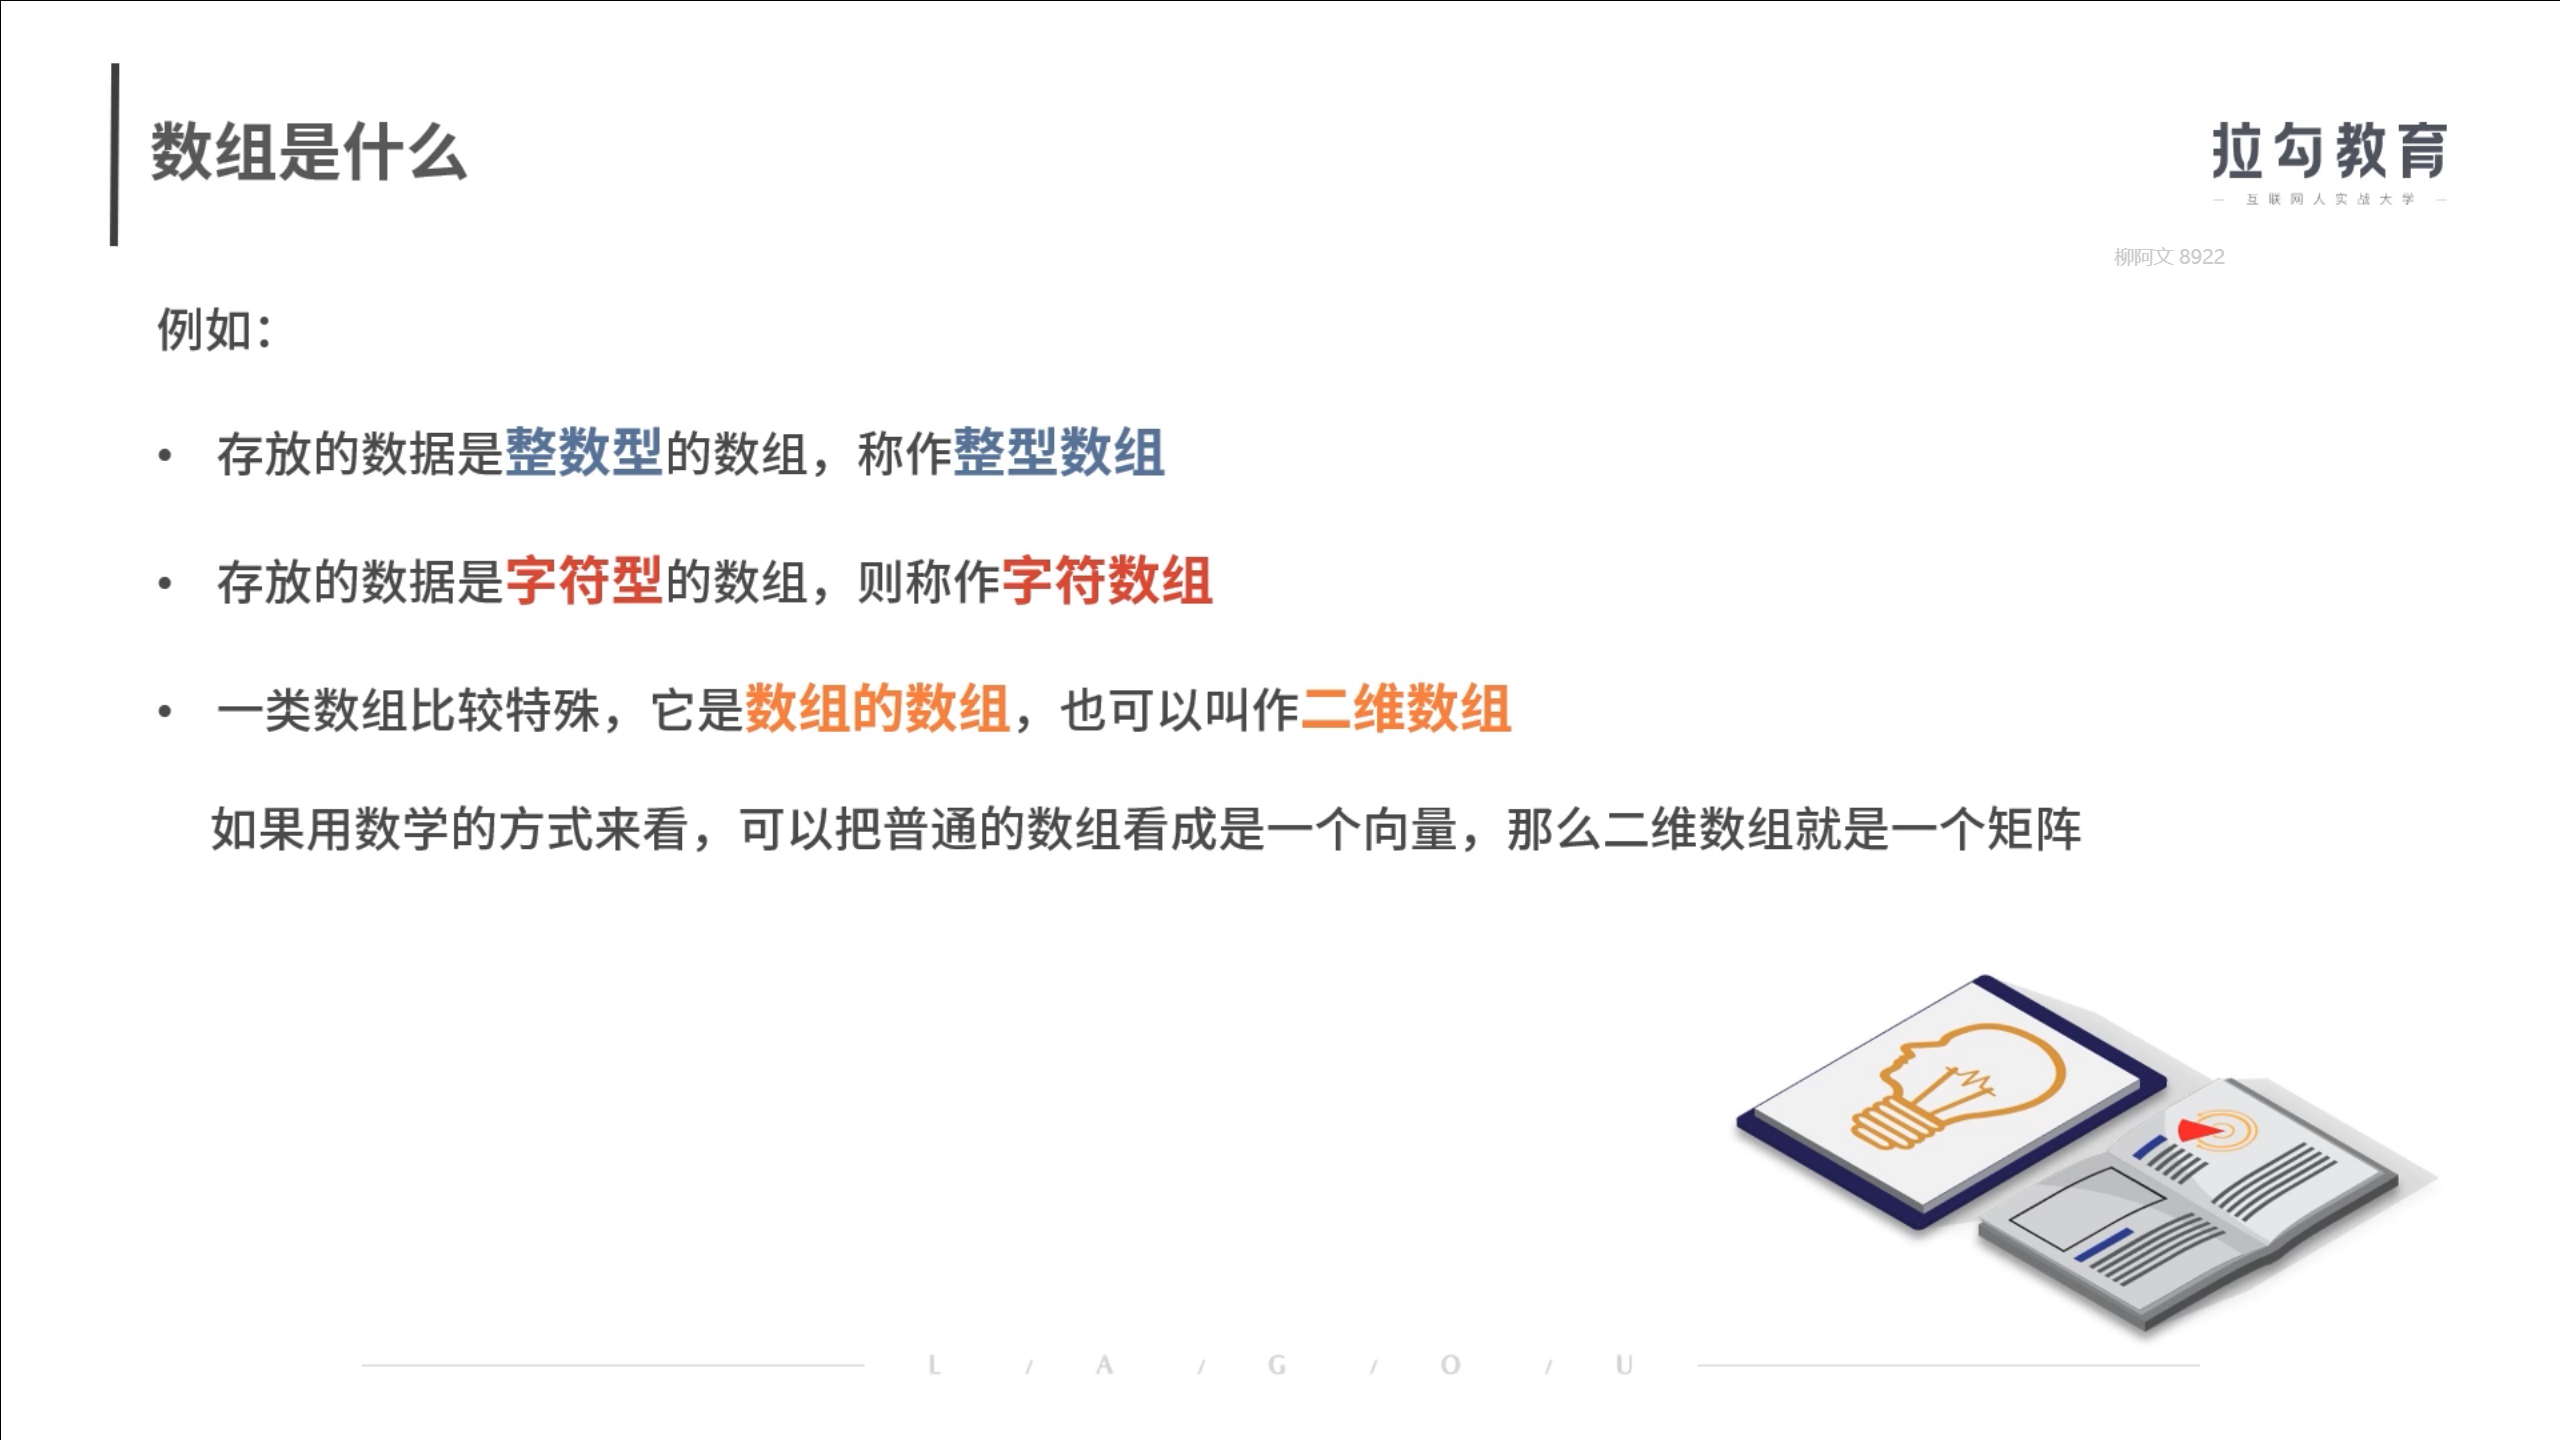 数组是什么
拉勾教育
— 互联网人实战大学 —
柳阿文 8922
例如：
• 存放的数据是整数型的数组，称作整型数组
• 存放的数据是字符型的数组，则称作字符数组
• 一类数组比较特殊，它是数组的数组，也可以叫作二维数组
如果用数学的方式来看，可以把普通的数组看成是一个向量，那么二维数组就是一个矩阵
L / A / G / O / U